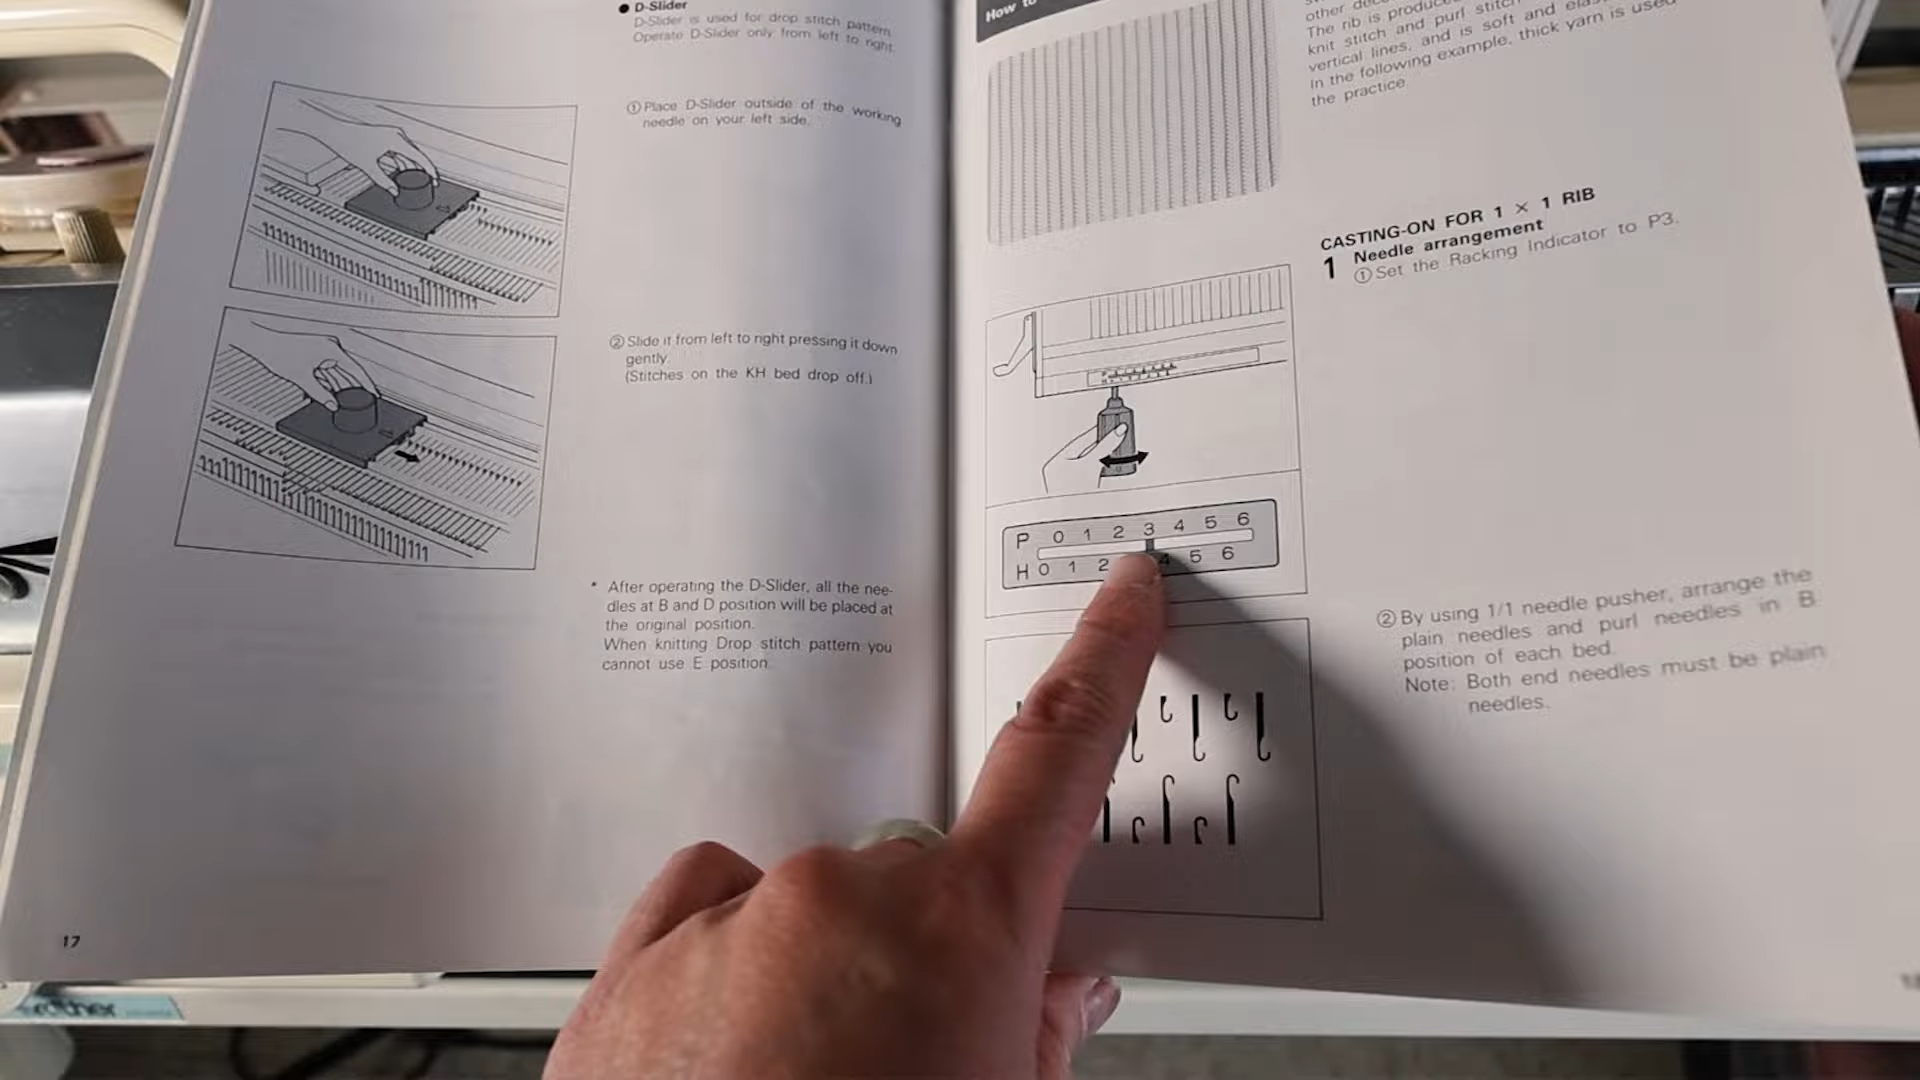 ● D-Slider
D-Slider is used for drop stitch pattern.
Operate D-Slider only from left to right.
① Place D-Slider outside of the working
needle on your left side.
② Slide it from left to right pressing it down
gently.
(Stitches on the KH bed drop off.)
* After operating the D-Slider, all the nee-
dles at B and D position will be placed at
the original position.
When knitting Drop stitch pattern you
cannot use E position.
17
brother
How to
other
The rib is produced
knit stitch and purl stitch
vertical lines, and is soft and
In the following example, thick yarn is used
the practice
CASTING-ON FOR 1 × 1 RIB
1 Needle arrangement
① Set the Racking Indicator to P3.
P 0 1 2 3 4 5 6
H 0 1 2 4 5 6
② By using 1/1 needle pusher, arrange the
plain needles and purl needles in B
position of each bed.
Note: Both end needles must be plain
needles.